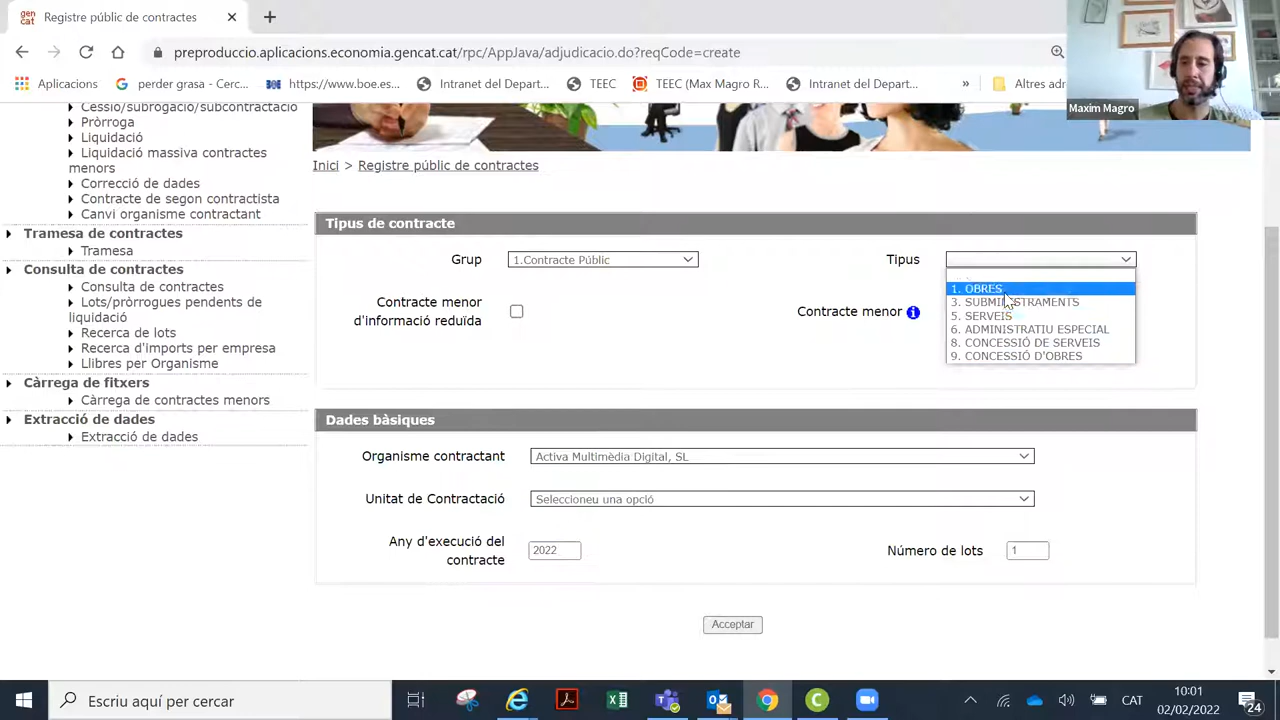 gen
cat
Registre públic de contractes
preproduccio.aplicacions.economia.gencat.cat/rpc/AppJava/adjudicacio.do?reqCode=create
Aplicacions
perder grasa - Cerc...
https://www.boe.es...
Intranet del Depart...
TEEC
TEEC (Max Magro R...
Intranet del Depart...
»
Altres adr
Maxim Magro
Cessió/subrogació/subcontractació
Pròrroga
Liquidació
Liquidació massiva contractes
menors
Correcció de dades
Contracte de segon contractista
Canvi organisme contractant
Tramesa de contractes
Tramesa
Consulta de contractes
Consulta de contractes
Lots/pròrrogues pendents de
liquidació
Recerca de lots
Recerca d'Imports per empresa
Llibres per Organisme
Càrrega de fitxers
Càrrega de contractes menors
Extracció de dades
Extracció de dades
Inici > Registre públic de contractes
Tipus de contracte
Grup
1.Contracte Públic
Tipus
1. OBRES
3. SUBMINISTRAMENTS
5. SERVEIS
6. ADMINISTRATIU ESPECIAL
8. CONCESSIÓ DE SERVEIS
9. CONCESSIÓ D'OBRES
Contracte menor
d'informació reduïda
Contracte menor
Dades bàsiques
Organisme contractant
Activa Multimèdia Digital, SL
Unitat de Contractació
Seleccioneu una opció
Any d'execució del
contracte
2022
Número de lots
1
Acceptar
Escriu aquí per cercar
CAT
10:01
02/02/2022
24